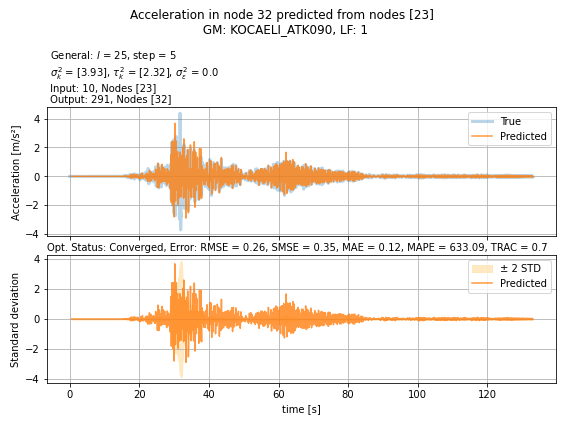 Acceleration in node 32 predicted from nodes [23]
GM: KOCAELI_ATK090, LF: 1
General: l = 25, step = 5
σ²ₖ = [3.93], τ²ₖ = [2.32], σ²ε = 0.0
Input: 10, Nodes [23]
Output: 291, Nodes [32]
Acceleration [m/s²]
4
2
0
−2
−4
True
Predicted
Opt. Status: Converged, Error: RMSE = 0.26, SMSE = 0.35, MAE = 0.12, MAPE = 633.09, TRAC = 0.7
Standard deviation
4
2
0
−2
−4
± 2 STD
Predicted
0 20 40 60 80 100 120
time [s]